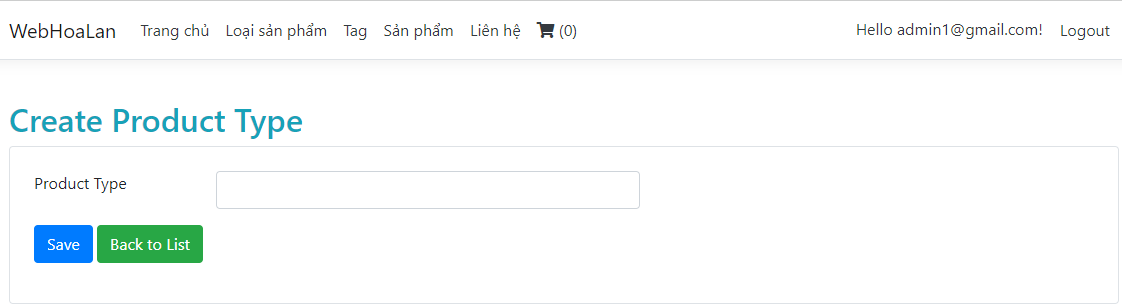 WebHoaLan Trang chủ Loại sản phẩm Tag Sản phẩm Liên hệ (0) Hello admin1@gmail.com! Logout
Create Product Type
Product Type
Save Back to List